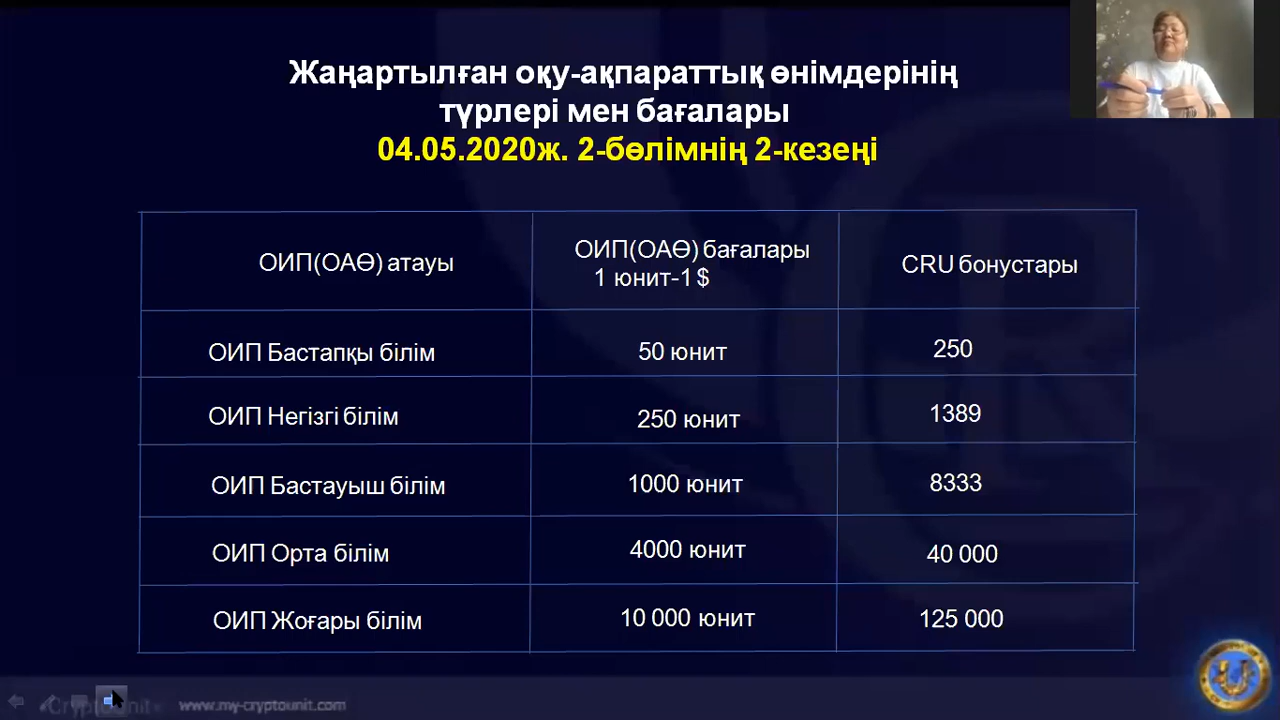 Жаңартылған оқу-ақпараттық өнімдерінің
түрлері мен бағалары
04.05.2020ж. 2-бөлімнің 2-кезеңі
ОИП(ОАӨ) атауы
ОИП(ОАӨ) бағалары
1 юнит-1 $
CRU бонустары
ОИП Бастапқы білім
50 юнит
250
ОИП Негізгі білім
250 юнит
1389
ОИП Бастауыш білім
1000 юнит
8333
ОИП Орта білім
4000 юнит
40 000
ОИП Жоғары білім
10 000 юнит
125 000
Cryptounit
www.my-cryptounit.com
U